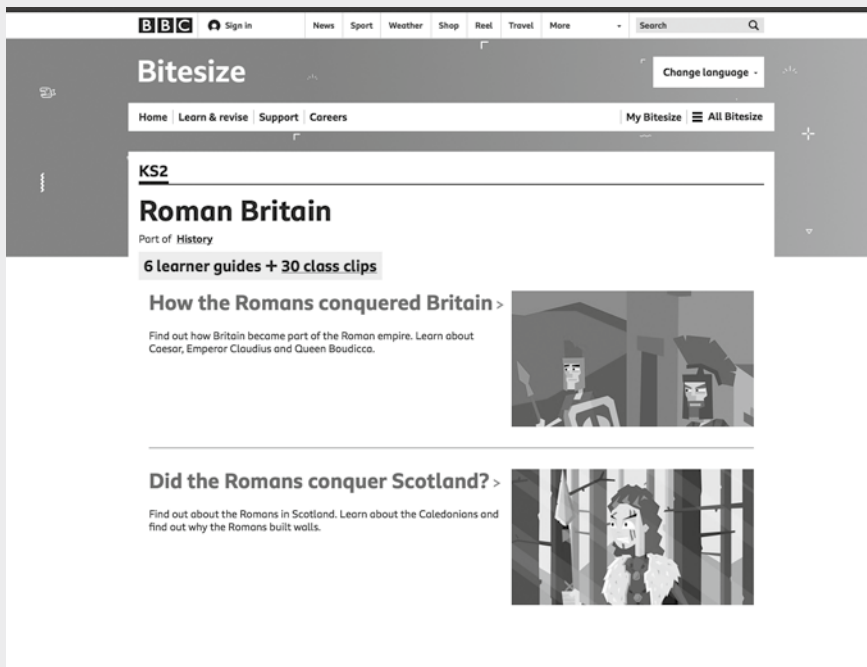 BBC Sign in News Sport Weather Shop Reel Travel More Search
Bitesize
Change language
Home Learn & revise Support Careers My Bitesize All Bitesize
KS2
Roman Britain
Part of History
6 learner guides + 30 class clips
How the Romans conquered Britain >
Find out how Britain became part of the Roman empire. Learn about
Caesar, Emperor Claudius and Queen Boudicca.
Did the Romans conquer Scotland? >
Find out about the Romans in Scotland. Learn about the Caledonians and
find out why the Romans built walls.